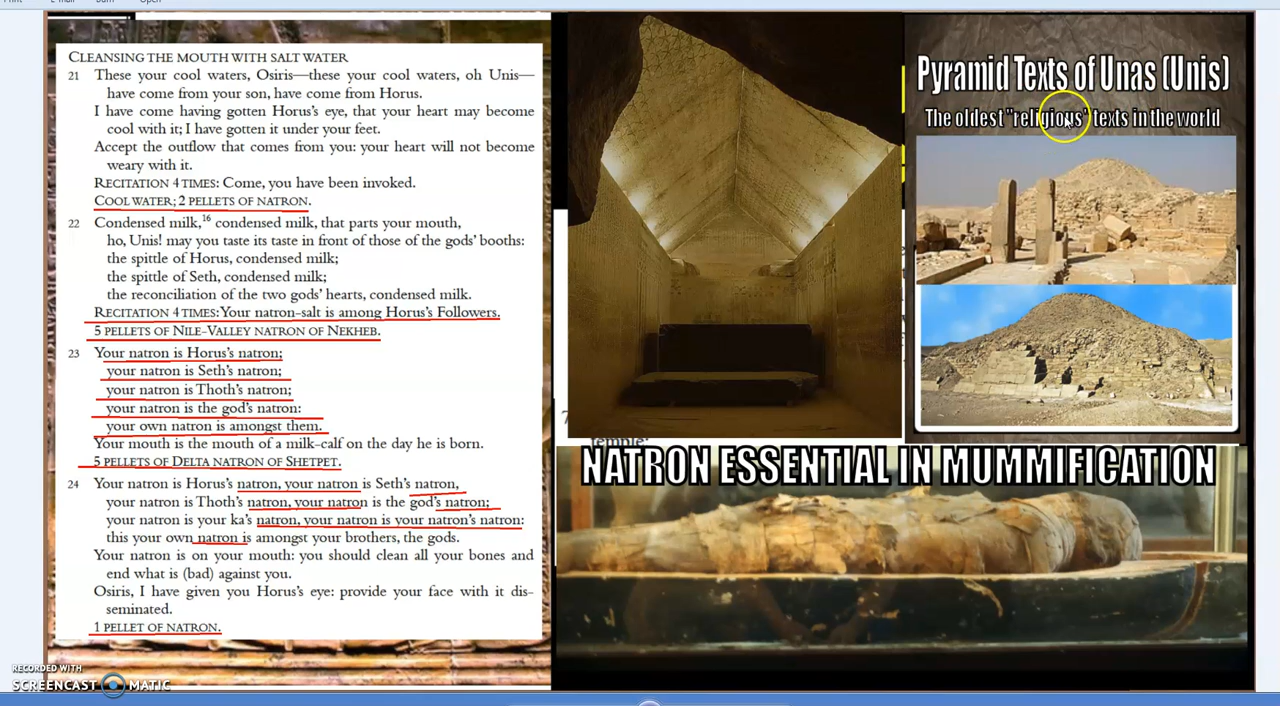 Print
E-mail
Burn
Open
CLEANSING THE MOUTH WITH SALT WATER
21 These your cool waters, Osiris—these your cool waters, oh Unis—
have come from your son, have come from Horus.
I have come having gotten Horus's eye, that your heart may become
cool with it; I have gotten it under your feet.
Accept the outflow that comes from you: your heart will not become
weary with it.
RECITATION 4 TIMES: Come, you have been invoked.
COOL WATER; 2 PELLETS OF NATRON.
22 Condensed milk,16 condensed milk, that parts your mouth,
ho, Unis! may you taste its taste in front of those of the gods' booths:
the spittle of Horus, condensed milk;
the spittle of Seth, condensed milk;
the reconciliation of the two gods' hearts, condensed milk.
RECITATION 4 TIMES: Your natron-salt is among Horus's Followers.
5 PELLETS OF NILE-VALLEY NATRON OF NEKHEB.
23 Your natron is Horus's natron;
your natron is Seth's natron;
your natron is Thoth's natron;
your natron is the god's natron:
your own natron is amongst them.
Your mouth is the mouth of a milk-calf on the day he is born.
5 PELLETS OF DELTA NATRON OF SHETPET.
24 Your natron is Horus's natron, your natron is Seth's natron,
your natron is Thoth's natron, your natron is the god's natron;
your natron is your ka's natron, your natron is your natron's natron:
this your own natron is amongst your brothers, the gods.
Your natron is on your mouth: you should clean all your bones and
end what is (bad) against you.
Osiris, I have given you Horus's eye: provide your face with it dis-
seminated.
1 PELLET OF NATRON.
Pyramid Texts of Unas (Unis)
The oldest "religious" texts in the world
temple:
NATRON ESSENTIAL IN MUMMIFICATION
RECORDED WITH
SCREENCAST MATIC